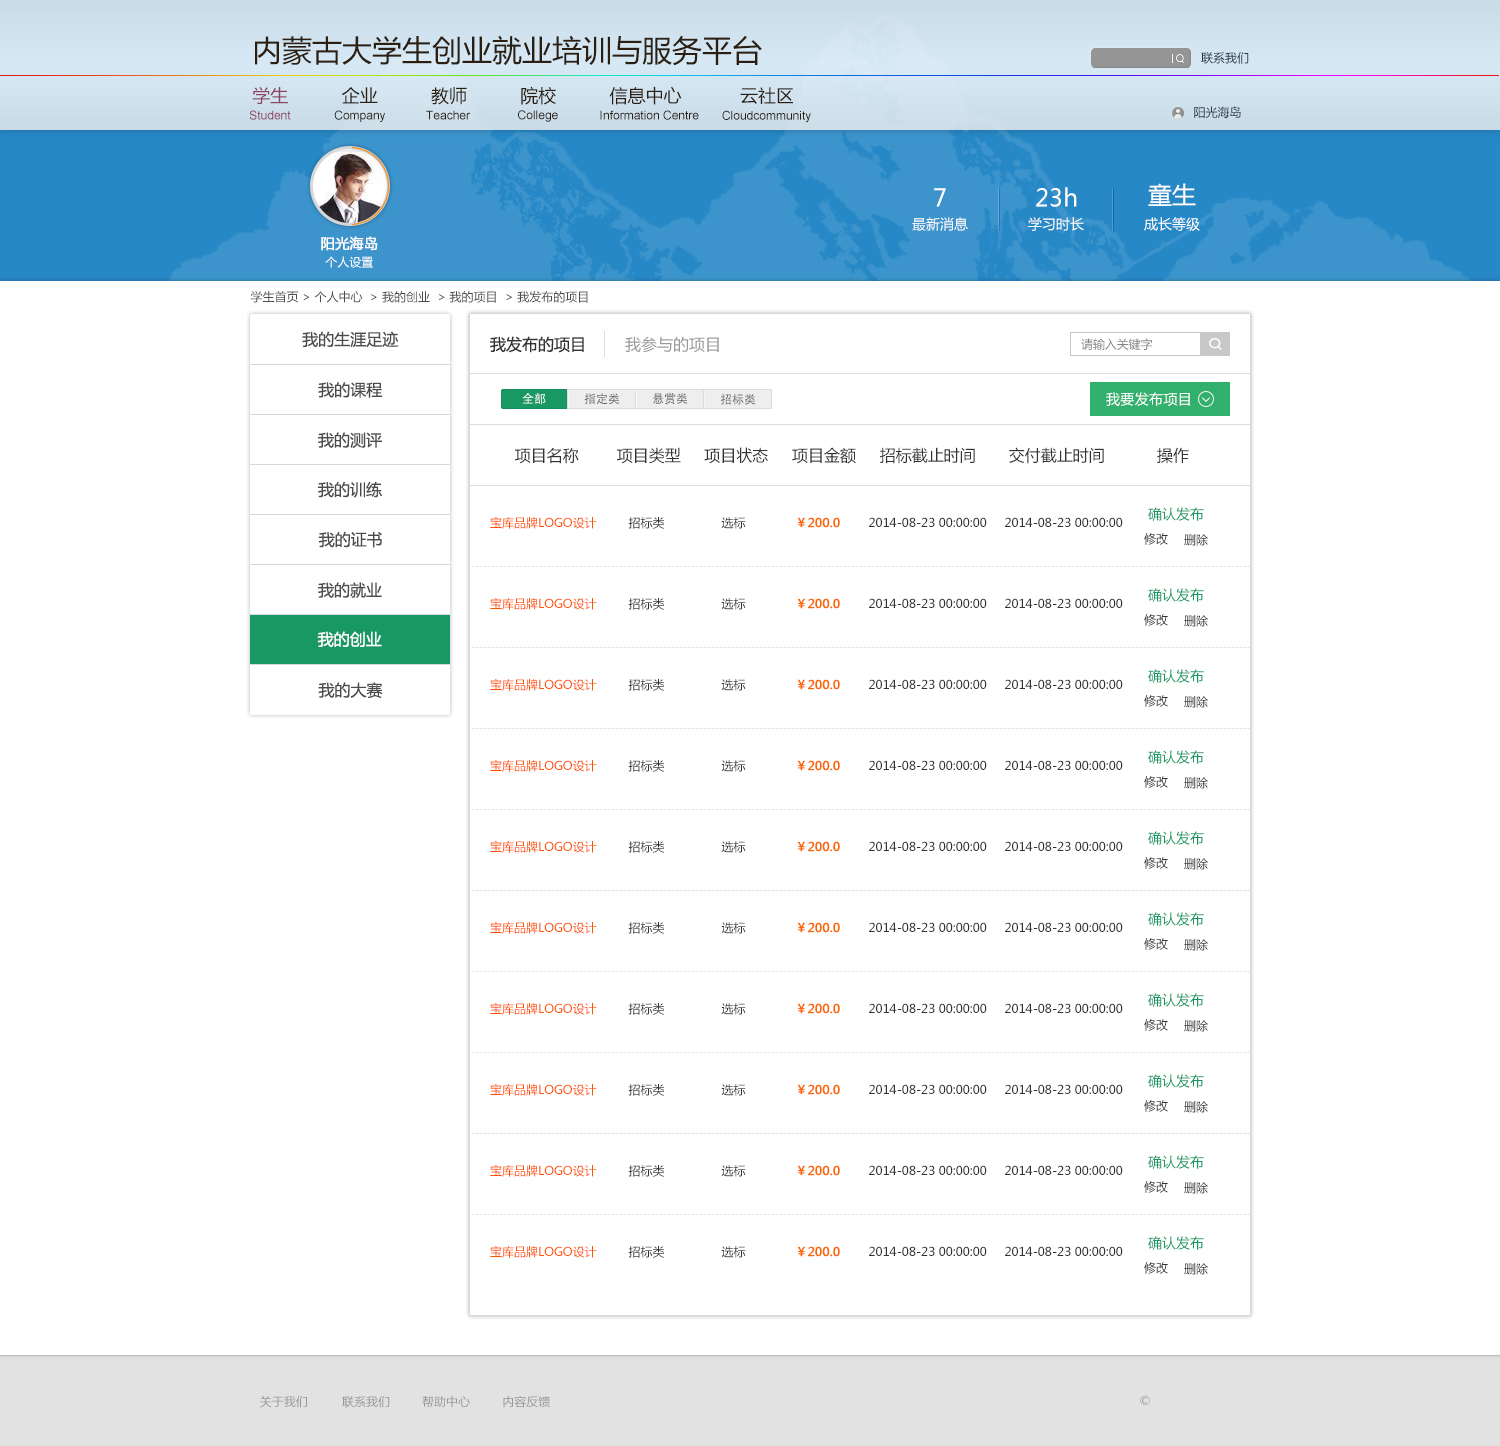 内蒙古大学生创业就业培训与服务平台
联系我们
学生 企业 教师 院校 信息中心 云社区
Student Company Teacher College Information Centre Cloudcommunity
阳光海岛
7 23h 童生
最新消息 学习时长 成长等级
阳光海岛
个人设置
学生首页 > 个人中心 > 我的创业 > 我的项目 > 我发布的项目
我的生涯足迹
我的课程
我的测评
我的训练
我的证书
我的就业
我的创业
我的大赛
我发布的项目 我参与的项目 请输入关键字
全部 指定类 悬赏类 招标类 我要发布项目
项目名称 项目类型 项目状态 项目金额 招标截止时间 交付截止时间 操作
宝库品牌LOGO设计 招标类 选标 ¥200.0 2014-08-23 00:00:00 2014-08-23 00:00:00 确认发布
修改 删除
宝库品牌LOGO设计 招标类 选标 ¥200.0 2014-08-23 00:00:00 2014-08-23 00:00:00 确认发布
修改 删除
宝库品牌LOGO设计 招标类 选标 ¥200.0 2014-08-23 00:00:00 2014-08-23 00:00:00 确认发布
修改 删除
宝库品牌LOGO设计 招标类 选标 ¥200.0 2014-08-23 00:00:00 2014-08-23 00:00:00 确认发布
修改 删除
宝库品牌LOGO设计 招标类 选标 ¥200.0 2014-08-23 00:00:00 2014-08-23 00:00:00 确认发布
修改 删除
宝库品牌LOGO设计 招标类 选标 ¥200.0 2014-08-23 00:00:00 2014-08-23 00:00:00 确认发布
修改 删除
宝库品牌LOGO设计 招标类 选标 ¥200.0 2014-08-23 00:00:00 2014-08-23 00:00:00 确认发布
修改 删除
宝库品牌LOGO设计 招标类 选标 ¥200.0 2014-08-23 00:00:00 2014-08-23 00:00:00 确认发布
修改 删除
宝库品牌LOGO设计 招标类 选标 ¥200.0 2014-08-23 00:00:00 2014-08-23 00:00:00 确认发布
修改 删除
宝库品牌LOGO设计 招标类 选标 ¥200.0 2014-08-23 00:00:00 2014-08-23 00:00:00 确认发布
修改 删除
关于我们 联系我们 帮助中心 内容反馈 ©